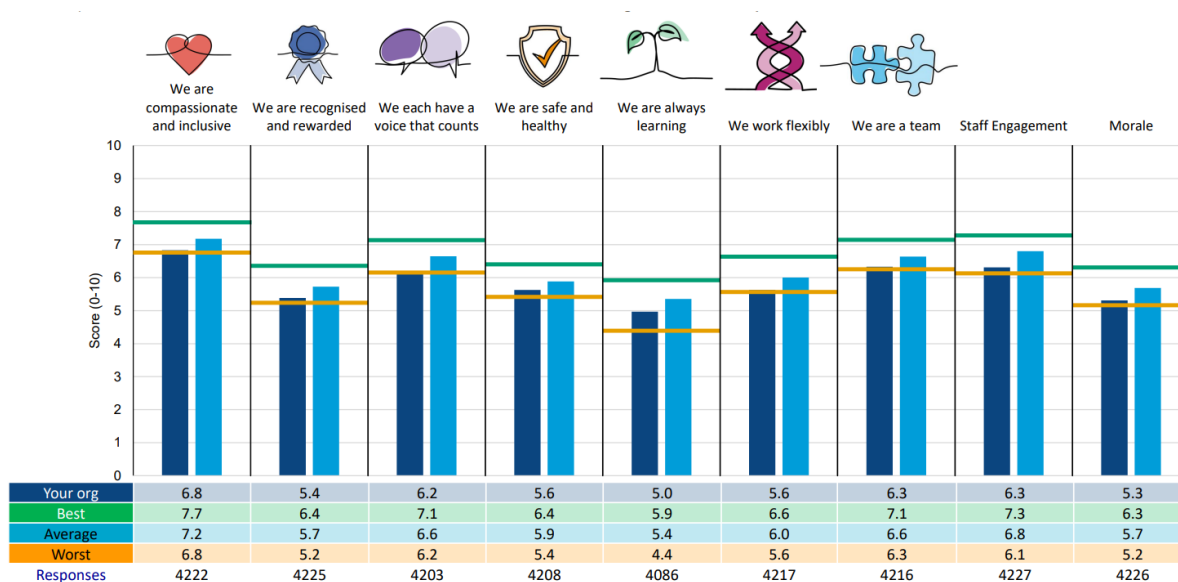 We are
compassionate
and inclusive
We are recognised
and rewarded
We each have a
voice that counts
We are safe and
healthy
We are always
learning
We work flexibly
We are a team
Staff Engagement
Morale
Score (0-10)
10
9
8
7
6
5
4
3
2
1
0
Your org 6.8 5.4 6.2 5.6 5.0 5.6 6.3 6.3 5.3
Best 7.7 6.4 7.1 6.4 5.9 6.6 7.1 7.3 6.3
Average 7.2 5.7 6.6 5.9 5.4 6.0 6.6 6.8 5.7
Worst 6.8 5.2 6.2 5.4 4.4 5.6 6.3 6.1 5.2
Responses 4222 4225 4203 4208 4086 4217 4216 4227 4226